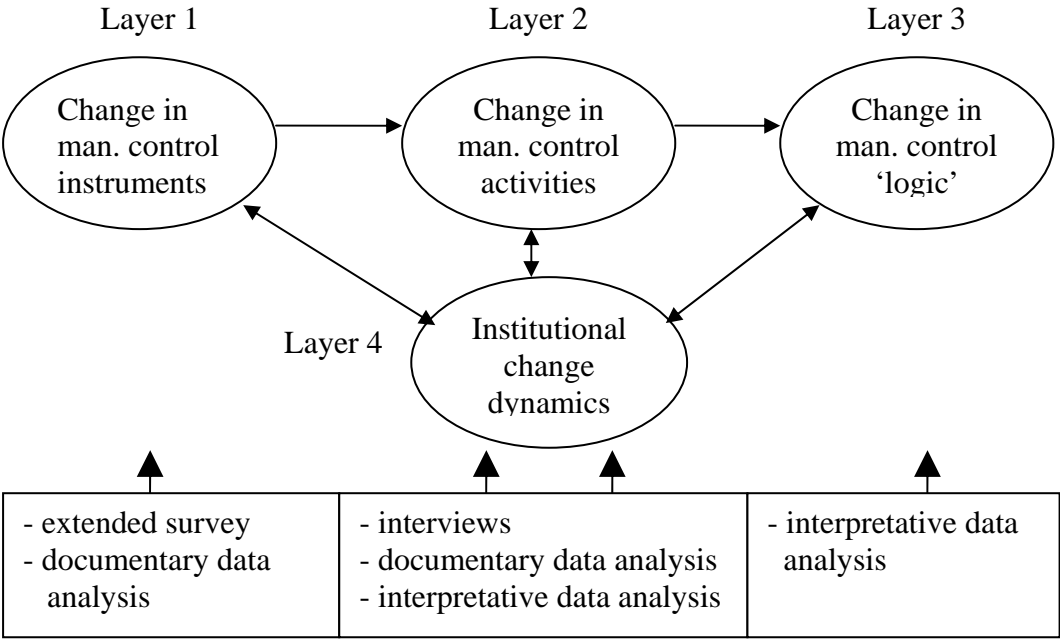 Layer 1
Layer 2
Layer 3
Change in
man. control
instruments
Change in
man. control
activities
Change in
man. control
‘logic’
Layer 4
Institutional
change
dynamics
- extended survey
- documentary data
analysis
- interviews
- documentary data analysis
- interpretative data analysis
- interpretative data
analysis